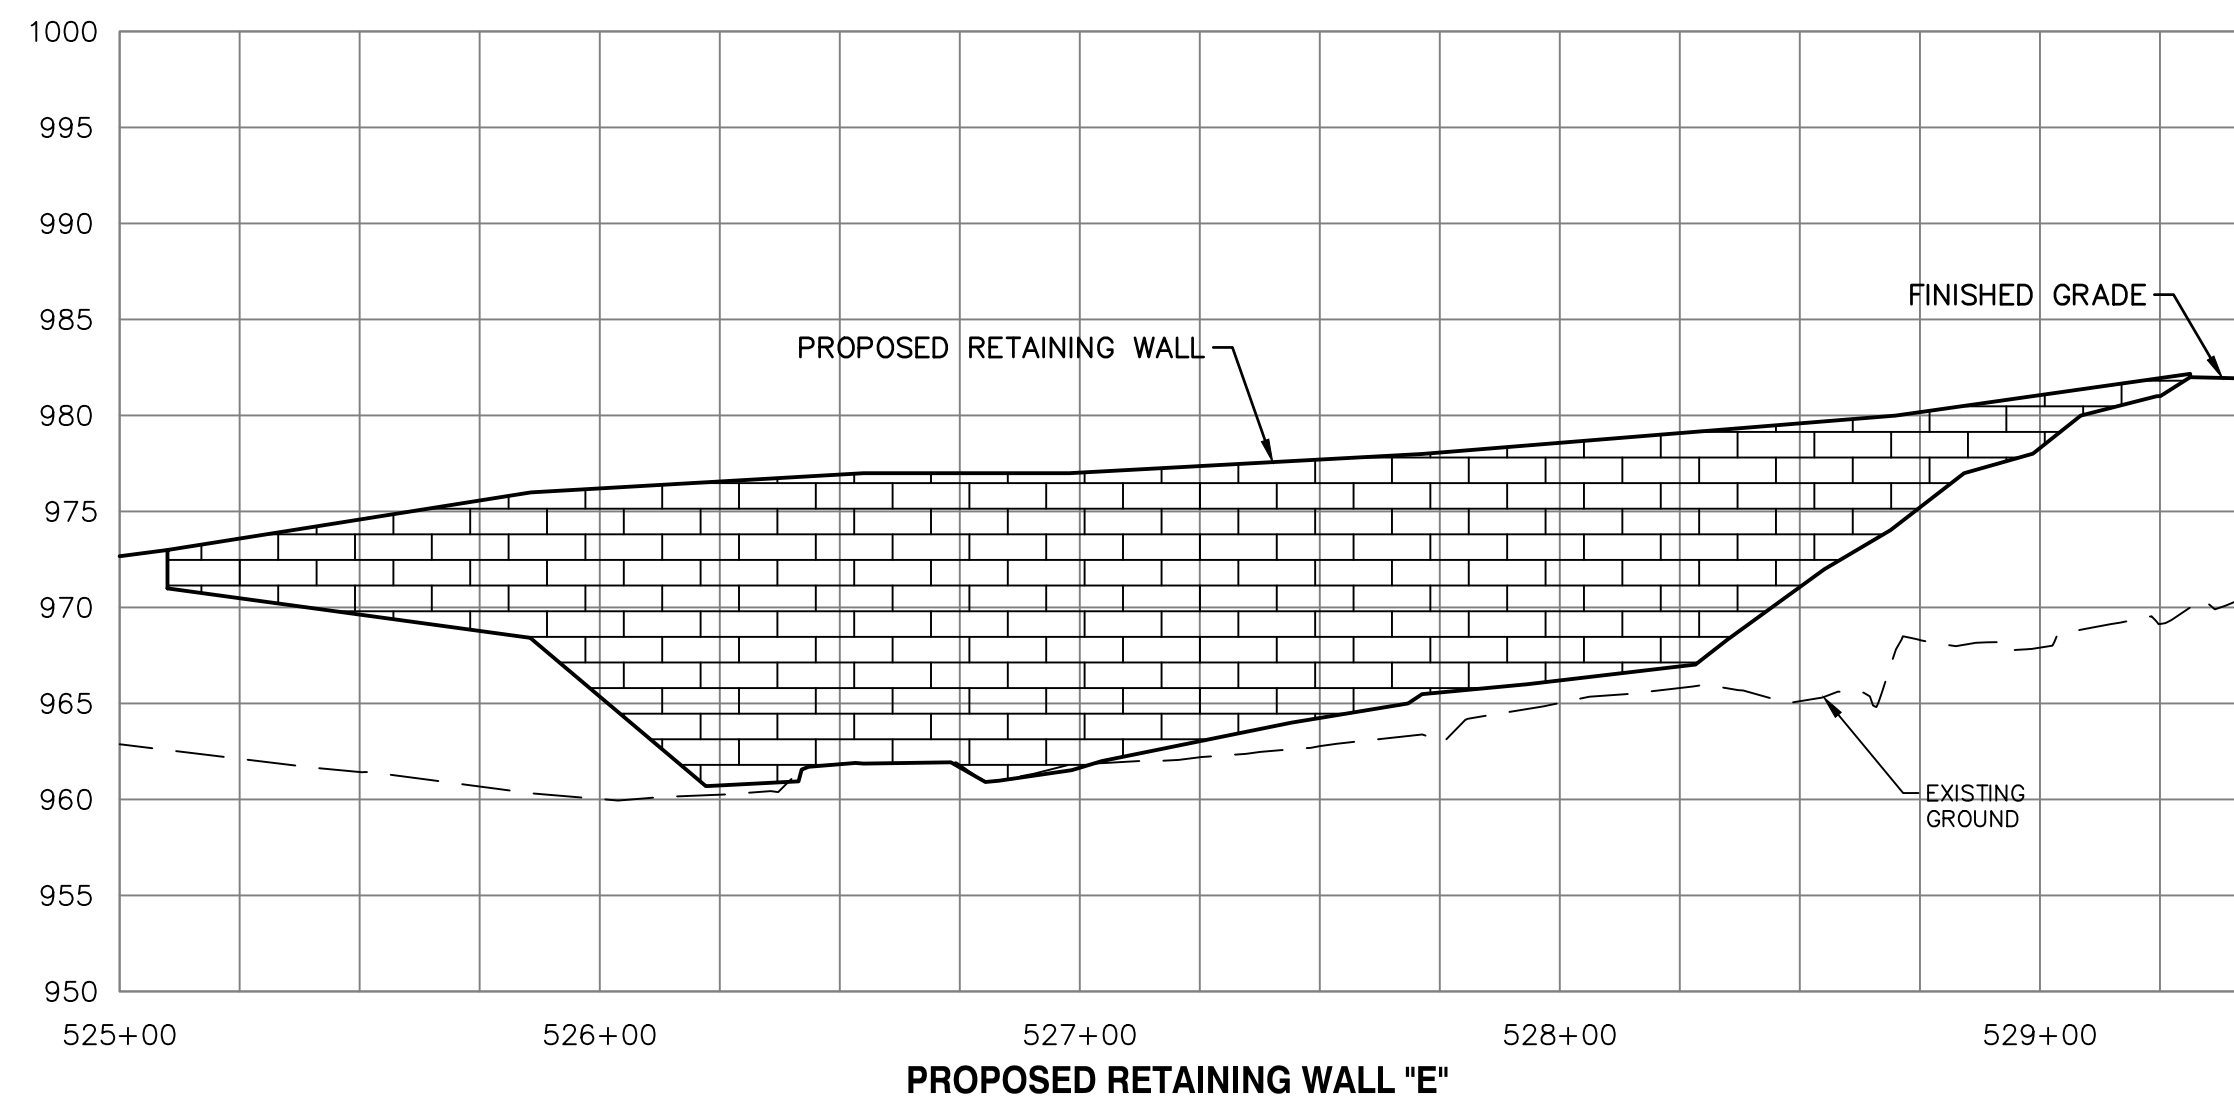 1000
995
990
985
980
975
970
965
960
955
950
FINISHED GRADE
PROPOSED RETAINING WALL
EXISTING
GROUND
525+00 526+00 527+00 528+00 529+00
PROPOSED RETAINING WALL "E"